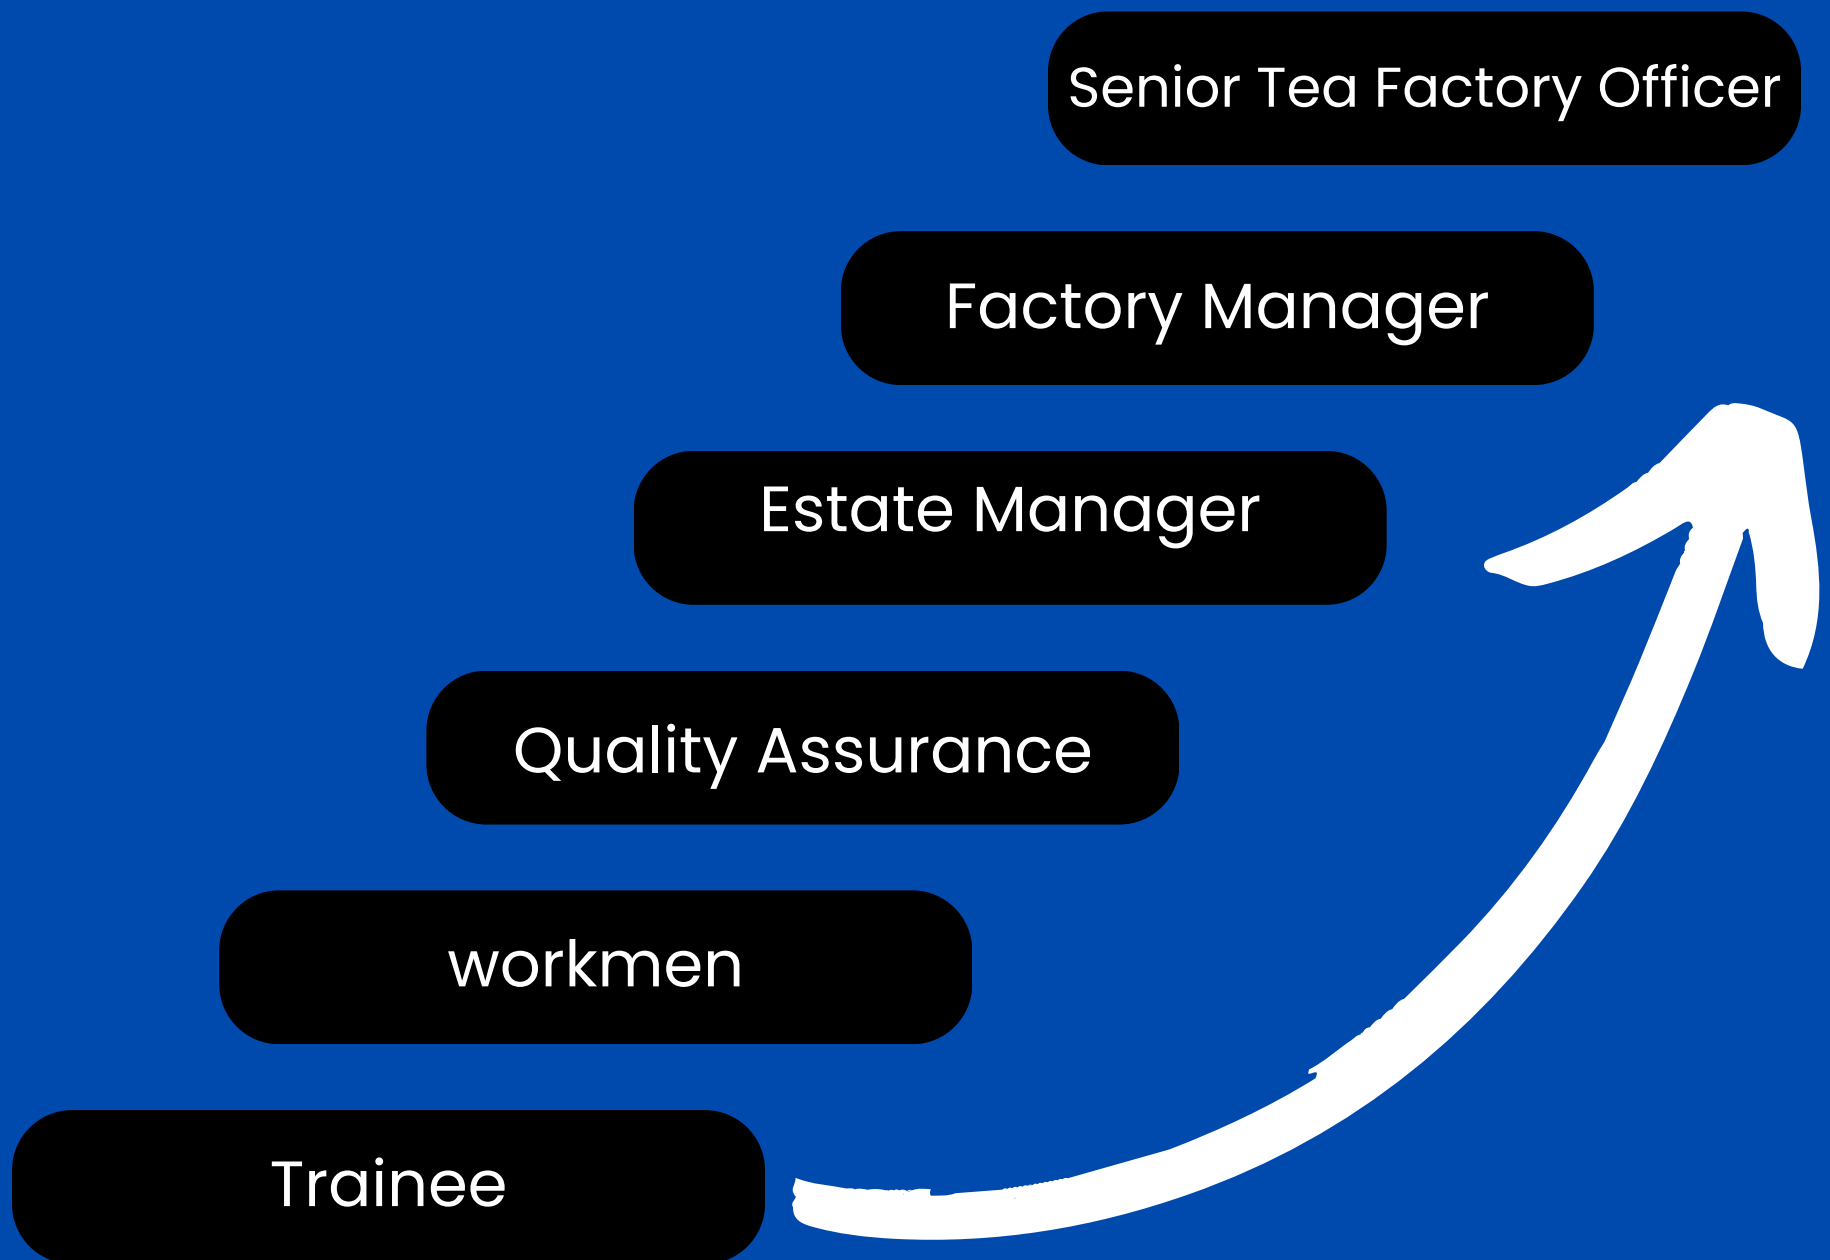 Senior Tea Factory Officer
Factory Manager
Estate Manager
Quality Assurance
workmen
Trainee